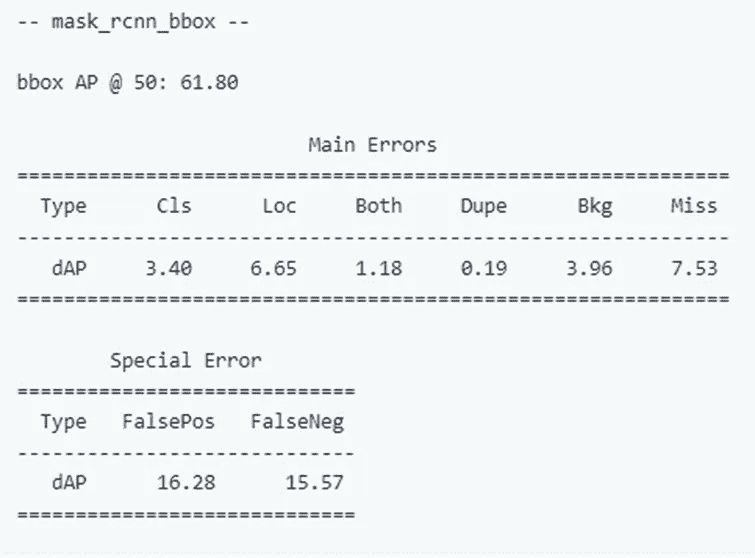 -- mask_rcnn_bbox --
bbox AP @ 50: 61.80
Main Errors
=============================================================
Type Cls Loc Both Dupe Bkg Miss
-------------------------------------------------------------
dAP 3.40 6.65 1.18 0.19 3.96 7.53
=============================================================
Special Error
=============================
Type FalsePos FalseNeg
-----------------------------
dAP 16.28 15.57
=============================